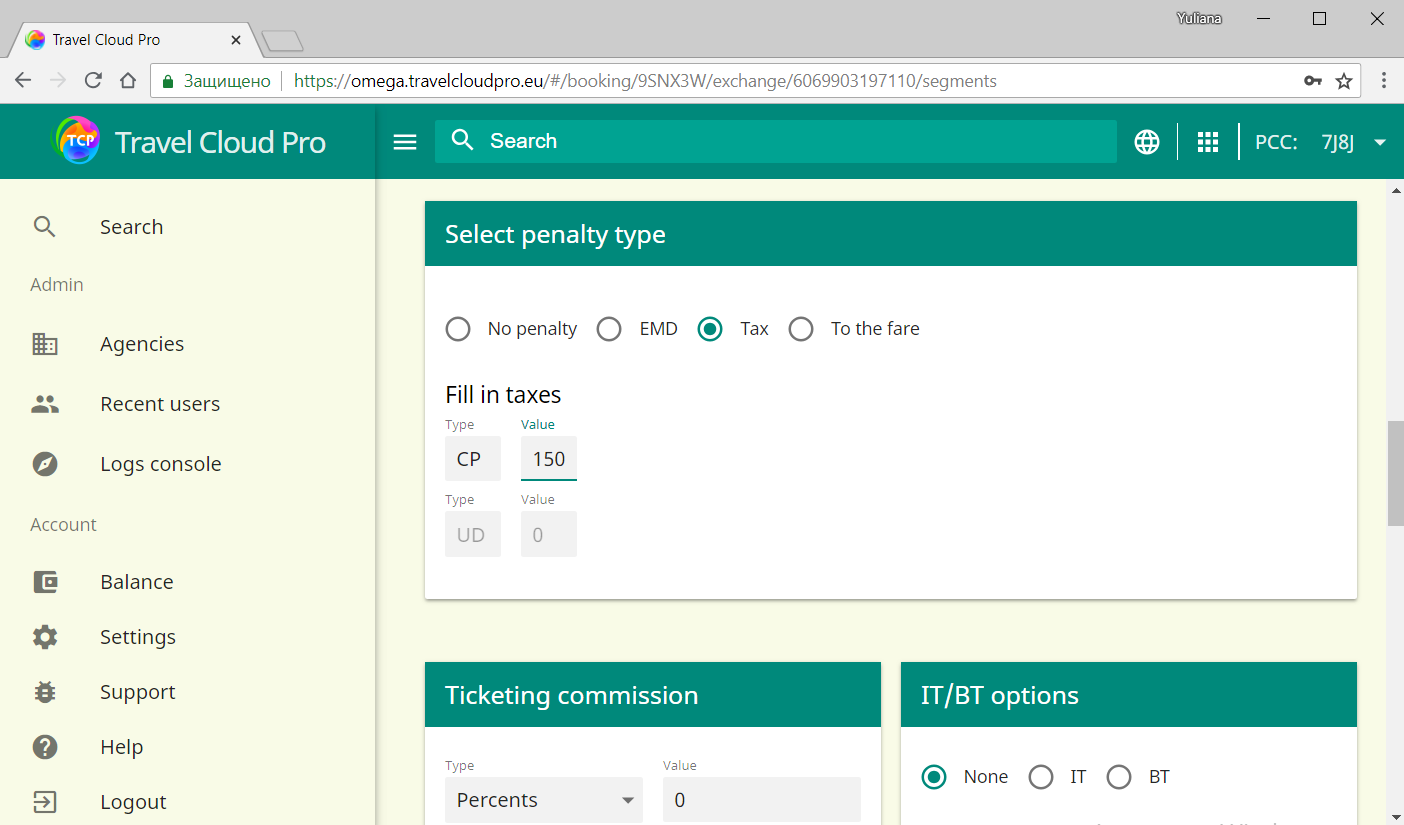 Yuliana
Travel Cloud Pro
Защищено
https://omega.travelcloudpro.eu/#/booking/9SNX3W/exchange/6069903197110/segments
TCP
Travel Cloud Pro
Search
PCC: 7J8J
Search
Admin
Agencies
Recent users
Logs console
Account
Balance
Settings
Support
Help
Logout
Select penalty type
No penalty EMD Tax To the fare
Fill in taxes
Type Value
CP 150
Type Value
UD 0
Ticketing commission
Type Value
Percents 0
IT/BT options
None IT BT